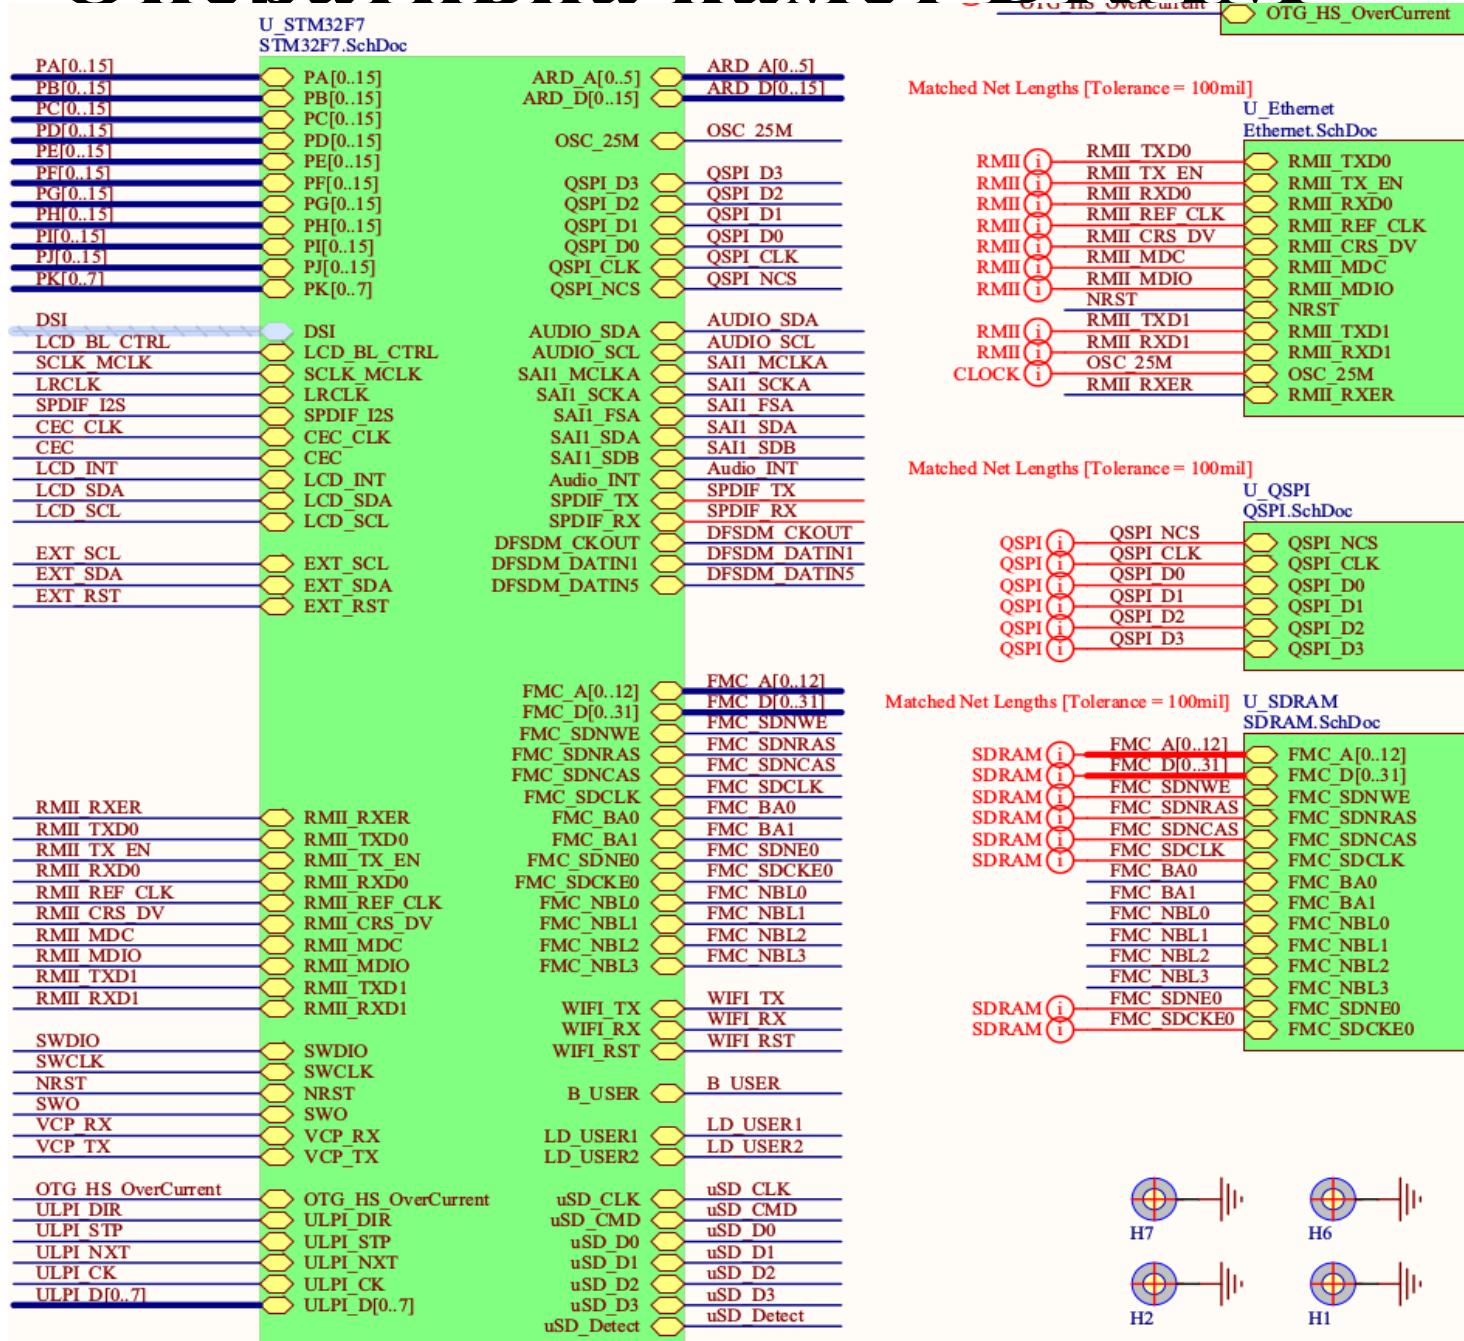 OTG_HS_OverCurrent
OTG_HS_OverCurrent
U_STM32F7
STM32F7.SchDoc
PA[0..15]
PB[0..15]
PC[0..15]
PD[0..15]
PE[0..15]
PF[0..15]
PG[0..15]
PH[0..15]
PI[0..15]
PJ[0..15]
PK[0..7]
DSI
LCD_BL_CTRL
SCLK_MCLK
LRCLK
SPDIF_I2S
CEC_CLK
CEC
LCD_INT
LCD_SDA
LCD_SCL
EXT_SCL
EXT_SDA
EXT_RST
RMII_RXER
RMII_TXD0
RMII_TX_EN
RMII_RXD0
RMII_REF_CLK
RMII_CRS_DV
RMII_MDC
RMII_MDIO
RMII_TXD1
RMII_RXD1
SWDIO
SWCLK
NRST
SWO
VCP_RX
VCP_TX
OTG_HS_OverCurrent
ULPI_DIR
ULPI_STP
ULPI_NXT
ULPI_CK
ULPI_D[0..7]
PA[0..15]
PB[0..15]
PC[0..15]
PD[0..15]
PE[0..15]
PF[0..15]
PG[0..15]
PH[0..15]
PI[0..15]
PJ[0..15]
PK[0..7]
DSI
LCD_BL_CTRL
SCLK_MCLK
LRCLK
SPDIF_I2S
CEC_CLK
CEC
LCD_INT
LCD_SDA
LCD_SCL
EXT_SCL
EXT_SDA
EXT_RST
RMII_RXER
RMII_TXD0
RMII_TX_EN
RMII_RXD0
RMII_REF_CLK
RMII_CRS_DV
RMII_MDC
RMII_MDIO
RMII_TXD1
RMII_RXD1
SWDIO
SWCLK
NRST
SWO
VCP_RX
VCP_TX
OTG_HS_OverCurrent
ULPI_DIR
ULPI_STP
ULPI_NXT
ULPI_CK
ULPI_D[0..7]
ARD_A[0..5]
ARD_D[0..15]
OSC_25M
QSPI_D3
QSPI_D2
QSPI_D1
QSPI_D0
QSPI_CLK
QSPI_NCS
AUDIO_SDA
AUDIO_SCL
SAI1_MCLKA
SAI1_SCKA
SAI1_FSA
SAI1_SDA
SAI1_SDB
Audio_INT
SPDIF_TX
SPDIF_RX
DFSDM_CKOUT
DFSDM_DATIN1
DFSDM_DATIN5
FMC_A[0..12]
FMC_D[0..31]
FMC_SDNWE
FMC_SDNRAS
FMC_SDNCAS
FMC_SDCLK
FMC_BA0
FMC_BA1
FMC_SDNE0
FMC_SDCKE0
FMC_NBL0
FMC_NBL1
FMC_NBL2
FMC_NBL3
WIFI_TX
WIFI_RX
WIFI_RST
B_USER
LD_USER1
LD_USER2
uSD_CLK
uSD_CMD
uSD_D0
uSD_D1
uSD_D2
uSD_D3
uSD_Detect
ARD_A[0..5]
ARD_D[0..15]
OSC_25M
QSPI_D3
QSPI_D2
QSPI_D1
QSPI_D0
QSPI_CLK
QSPI_NCS
AUDIO_SDA
AUDIO_SCL
SAI1_MCLKA
SAI1_SCKA
SAI1_FSA
SAI1_SDA
SAI1_SDB
Audio_INT
SPDIF_TX
SPDIF_RX
DFSDM_CKOUT
DFSDM_DATIN1
DFSDM_DATIN5
FMC_A[0..12]
FMC_D[0..31]
FMC_SDNWE
FMC_SDNRAS
FMC_SDNCAS
FMC_SDCLK
FMC_BA0
FMC_BA1
FMC_SDNE0
FMC_SDCKE0
FMC_NBL0
FMC_NBL1
FMC_NBL2
FMC_NBL3
WIFI_TX
WIFI_RX
WIFI_RST
B_USER
LD_USER1
LD_USER2
uSD_CLK
uSD_CMD
uSD_D0
uSD_D1
uSD_D2
uSD_D3
uSD_Detect
Matched Net Lengths [Tolerance = 100mil]
U_Ethernet
Ethernet.SchDoc
RMII i RMII_TXD0 RMII_TXD0
RMII i RMII_TX_EN RMII_TX_EN
RMII i RMII_RXD0 RMII_RXD0
RMII i RMII_REF_CLK RMII_REF_CLK
RMII i RMII_CRS_DV RMII_CRS_DV
RMII i RMII_MDC RMII_MDC
RMII i RMII_MDIO RMII_MDIO
NRST NRST
RMII i RMII_TXD1 RMII_TXD1
RMII i RMII_RXD1 RMII_RXD1
CLOCK i OSC_25M OSC_25M
RMII_RXER RMII_RXER
Matched Net Lengths [Tolerance = 100mil]
U_QSPI
QSPI.SchDoc
QSPI i QSPI_NCS QSPI_NCS
QSPI i QSPI_CLK QSPI_CLK
QSPI i QSPI_D0 QSPI_D0
QSPI i QSPI_D1 QSPI_D1
QSPI i QSPI_D2 QSPI_D2
QSPI i QSPI_D3 QSPI_D3
Matched Net Lengths [Tolerance = 100mil]
U_SDRAM
SDRAM.SchDoc
SDRAM i FMC_A[0..12] FMC_A[0..12]
SDRAM i FMC_D[0..31] FMC_D[0..31]
SDRAM i FMC_SDNWE FMC_SDNWE
SDRAM i FMC_SDNRAS FMC_SDNRAS
SDRAM i FMC_SDNCAS FMC_SDNCAS
SDRAM i FMC_SDCLK FMC_SDCLK
FMC_BA0 FMC_BA0
FMC_BA1 FMC_BA1
FMC_NBL0 FMC_NBL0
FMC_NBL1 FMC_NBL1
FMC_NBL2 FMC_NBL2
FMC_NBL3 FMC_NBL3
SDRAM i FMC_SDNE0 FMC_SDNE0
SDRAM i FMC_SDCKE0 FMC_SDCKE0
H7 H6
H2 H1